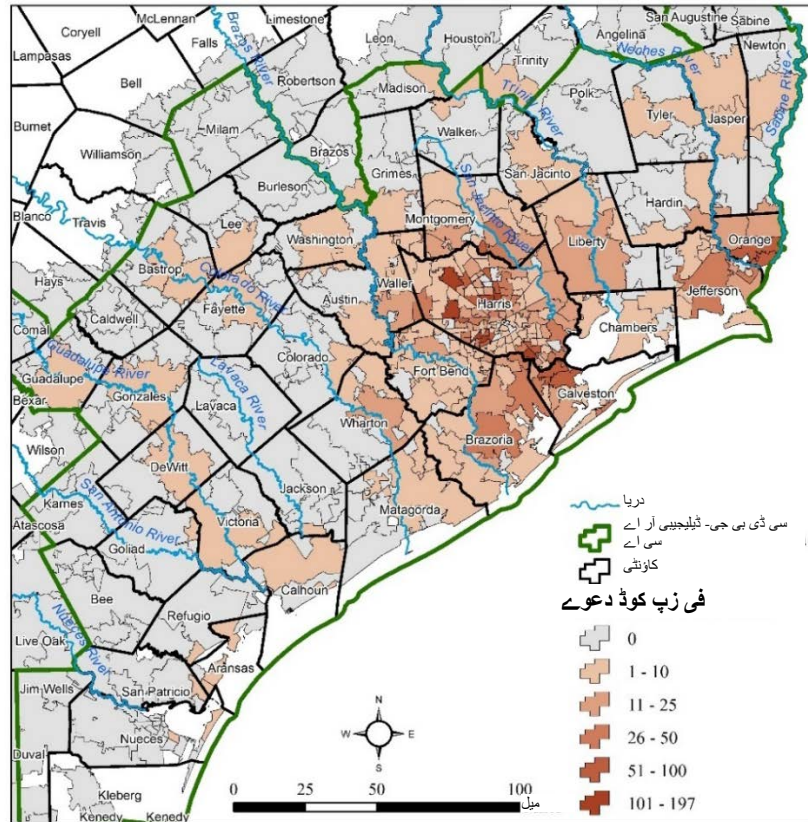 McLennan
Limestone
San Augustine
Sabine
Coryell
Falls
Leon
Houston
Angelina
Newton
Lampasas
Brazos River
Robertson
Trinity
Neches River
Sabine River
Bell
Madison
Trinity River
Polk
Milam
Walker
Tyler
Jasper
Burnet
Williamson
Brazos
Grimes
San Jacinto
Burleson
San Jacinto River
Hardin
Blanco
Travis
Lee
Washington
Montgomery
Liberty
Orange
Bastrop
Colorado River
Hays
Waller
Harris
Jefferson
Caldwell
Fayette
Austin
Chambers
Comal
Guadalupe River
Lavaca River
Colorado
Fort Bend
Guadalupe
Gonzales
Lavaca
Galveston
Bexar
Wharton
Brazoria
Wilson
DeWitt
Jackson
Matagorda
Karnes
San Antonio River
Victoria
Atascosa
Goliad
Calhoun
Bee
Refugio
Nueces River
Live Oak
Aransas
Jim Wells
San Patricio
Nueces
Duval
Kleberg
Kenedy
Kenedy
دریا
سی ڈی بی جی- ڈیلیجیبی آر اے
سی اے
ا
کاؤنٹی
فی زپ کوڈ دعوے
0
1 - 10
11 - 25
26 - 50
51 - 100
101 - 197
N
W
E
S
0
50
100
میل